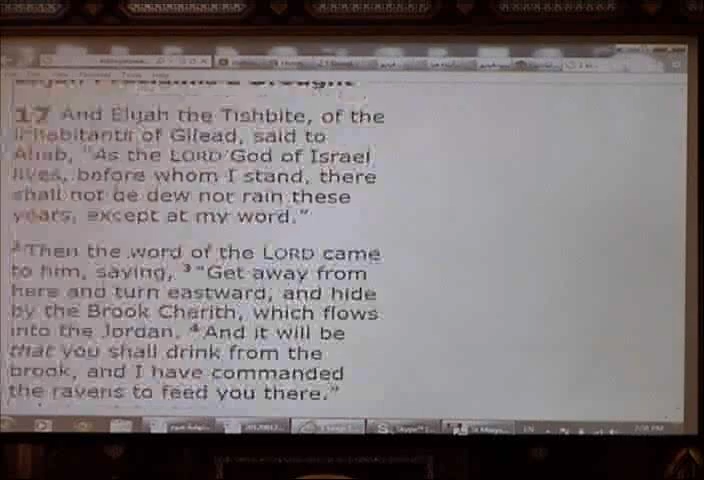 Elijah Proclaims a Drought
17 And Elijah the Tishbite, of the
inhabitants of Gilead, said to
Ahab, "As the LORD God of Israel
lives, before whom I stand, there
shall not be dew nor rain these
years, except at my word."
2 Then the word of the LORD came
to him, saying, 3 "Get away from
here and turn eastward, and hide
by the Brook Cherith, which flows
into the Jordan. 4 And it will be
that you shall drink from the
brook, and I have commanded
the ravens to feed you there."
EN